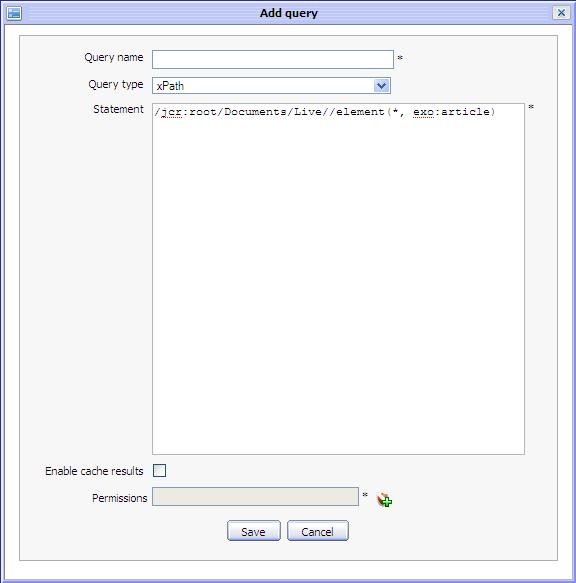 Add query
Query name *
Query type xPath
Statement /jcr:root/Documents/Live//element(*, exo:article) *
Enable cache results
Permissions *
Save Cancel